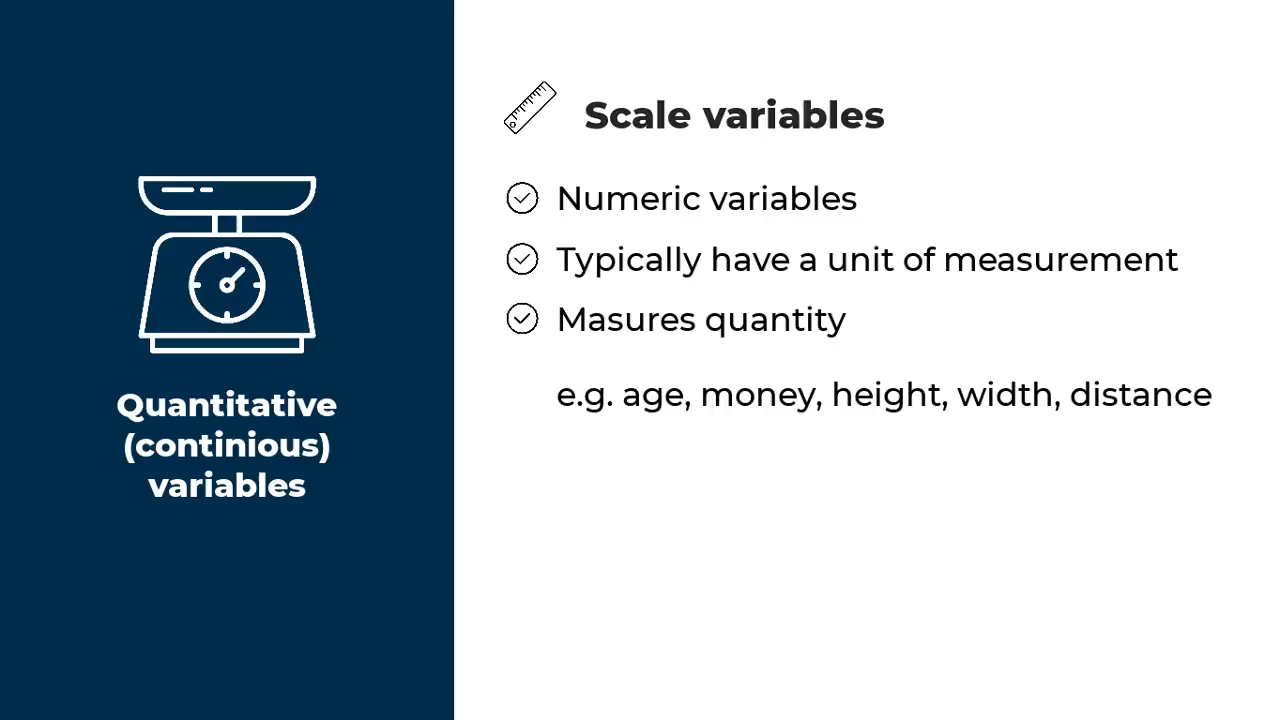 Quantitative
(continious)
variables
Scale variables
Numeric variables
Typically have a unit of measurement
Masures quantity
e.g. age, money, height, width, distance